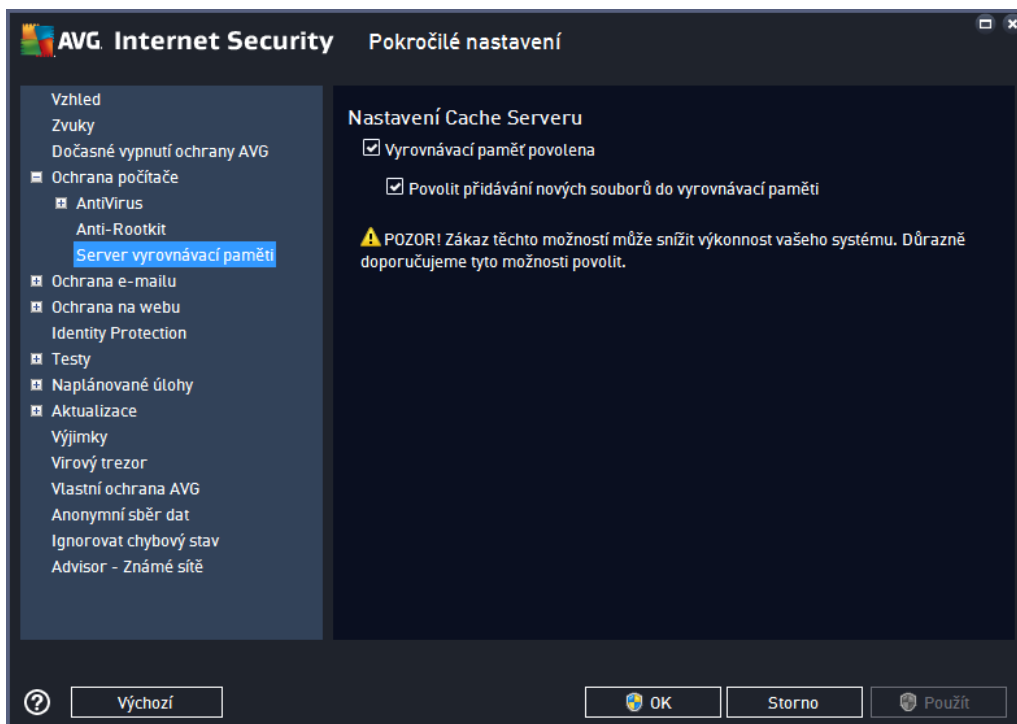 AVG Internet Security Pokročilé nastavení
Vzhled
Zvuky
Dočasné vypnutí ochrany AVG
Ochrana počítače
AntiVirus
Anti-Rootkit
Server vyrovnávací paměti
Ochrana e-mailu
Ochrana na webu
Identity Protection
Testy
Naplánované úlohy
Aktualizace
Výjimky
Virový trezor
Vlastní ochrana AVG
Anonymní sběr dat
Ignorovat chybový stav
Advisor - Známé sítě
Nastavení Cache Serveru
Vyrovnávací paměť povolena
Povolit přidávání nových souborů do vyrovnávací paměti
POZOR! Zákaz těchto možností může snížit výkonnost vašeho systému. Důrazně
doporučujeme tyto možnosti povolit.
? Výchozí OK Storno Použít